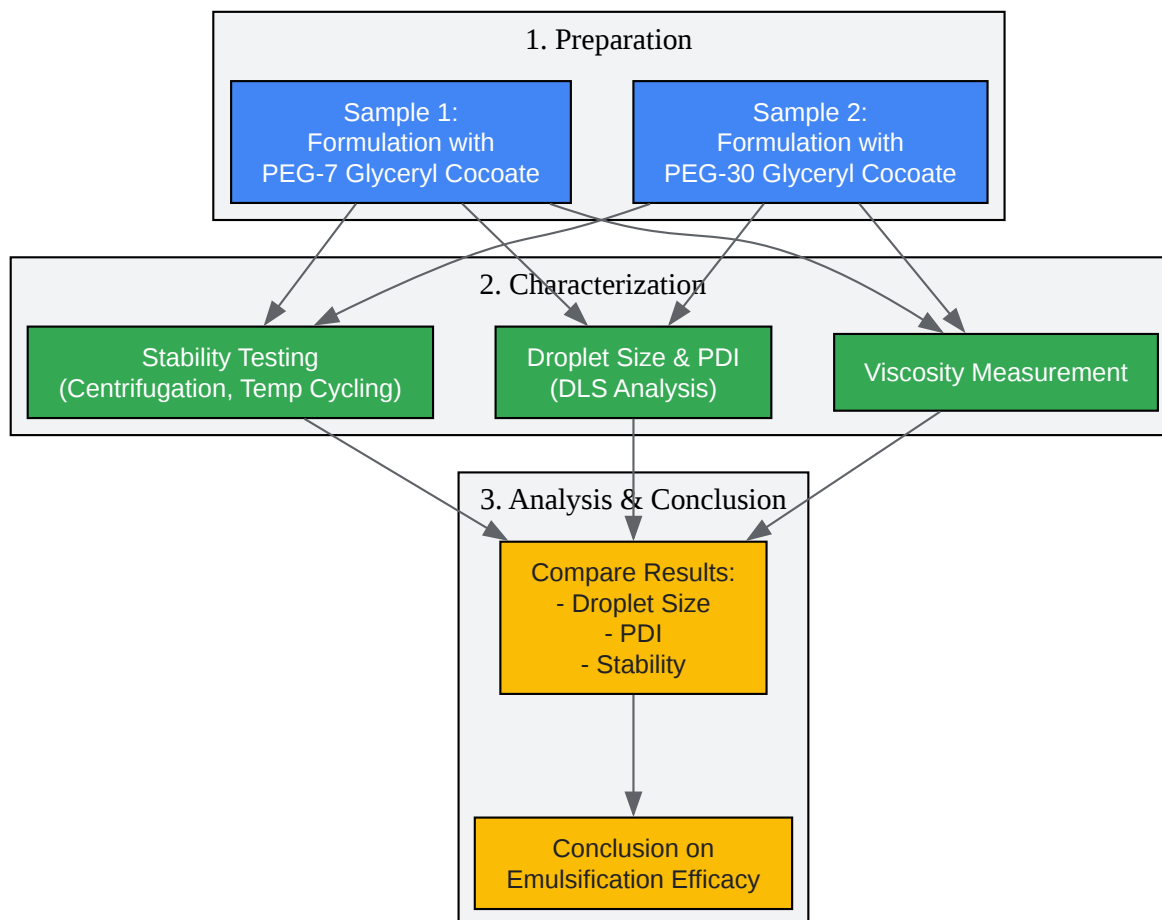 1. Preparation
Sample 1:
Formulation with
PEG-7 Glyceryl Cocoate
Sample 2:
Formulation with
PEG-30 Glyceryl Cocoate
2. Characterization
Stability Testing
(Centrifugation, Temp Cycling)
Droplet Size & PDI
(DLS Analysis)
Viscosity Measurement
3. Analysis & Conclusion
Compare Results:
- Droplet Size
- PDI
- Stability
Conclusion on
Emulsification Efficacy